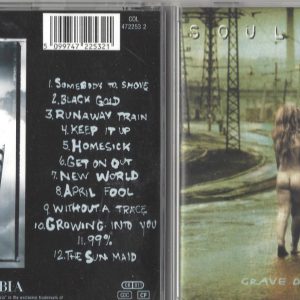 COL
472253 2
5 099747 225321
SOUL
1. SOMEBODY TO SHOVE
2. BLACK GOLD
3. RUNAWAY TRAIN
4. KEEP IT UP
5. HOMESICK
6. GET ON OUT
7. NEW WORLD
8. APRIL FOOL
9. WITHOUT A TRACE
10. GROWING INTO YOU
11. 99%
12. THE SUN MAID
BIA
GRAVE D